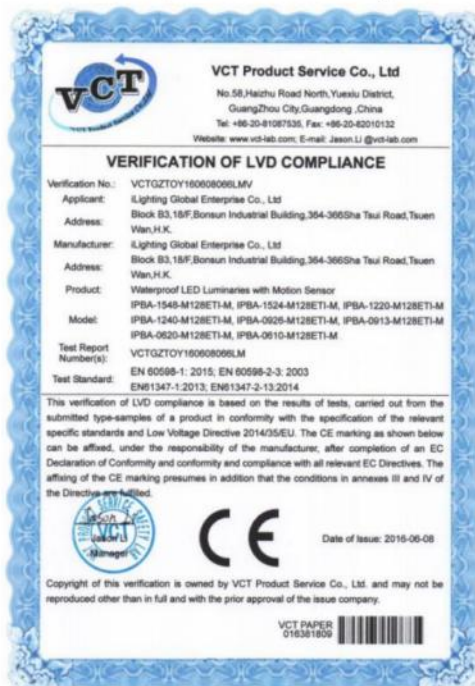 VCT
VCT Product Service Co., Ltd
No.58,Haizhu Road North,Yuexiu District,
GuangZhou City,Guangdong ,China
Tel: +86-20-81087535, Fax: +86-20-82010132
Website: www.vct-lab.com; E-mail: Jason.Li @vct-lab.com
VERIFICATION OF LVD COMPLIANCE
Verification No.: VCTGZTOY160608066LMV
Applicant: iLighting Global Enterprise Co., Ltd
Address: Block B3,18/F,Bonsun Industrial Building,364-366Sha Tsui Road,Tsuen
Wan,H.K.
Manufacturer: iLighting Global Enterprise Co., Ltd
Address: Block B3,18/F,Bonsun Industrial Building,364-366Sha Tsui Road,Tsuen
Wan,H.K.
Product: Waterproof LED Luminaries with Motion Sensor
IPBA-1548-M128ETI-M, IPBA-1524-M128ETI-M, IPBA-1220-M128ETI-M
Model: IPBA-1240-M128ETI-M, IPBA-0926-M128ETI-M, IPBA-0913-M128ETI-M
IPBA-0620-M128ETI-M, IPBA-0610-M128ETI-M
Test Report
Number(s): VCTGZTOY160608066LM
Test Standard: EN 60598-1: 2015; EN 60598-2-3: 2003
EN61347-1:2013; EN61347-2-13:2014
This verification of LVD compliance is based on the results of tests, carried out from the
submitted type-samples of a product in conformity with the specification of the relevant
specific standards and Low Voltage Directive 2014/35/EU. The CE marking as shown below
can be affixed, under the responsibility of the manufacturer, after completion of an EC
Declaration of Conformity and conformity and compliance with all relevant EC Directives. The
affixing of the CE marking presumes in addition that the conditions in annexes III and IV of
the Directive are fulfilled.
VCT
Jason Li
Manager
CE
Date of Issue: 2016-06-08
Copyright of this verification is owned by VCT Product Service Co., Ltd. and may not be
reproduced other than in full and with the prior approval of the issue company.
VCT PAPER
016381809